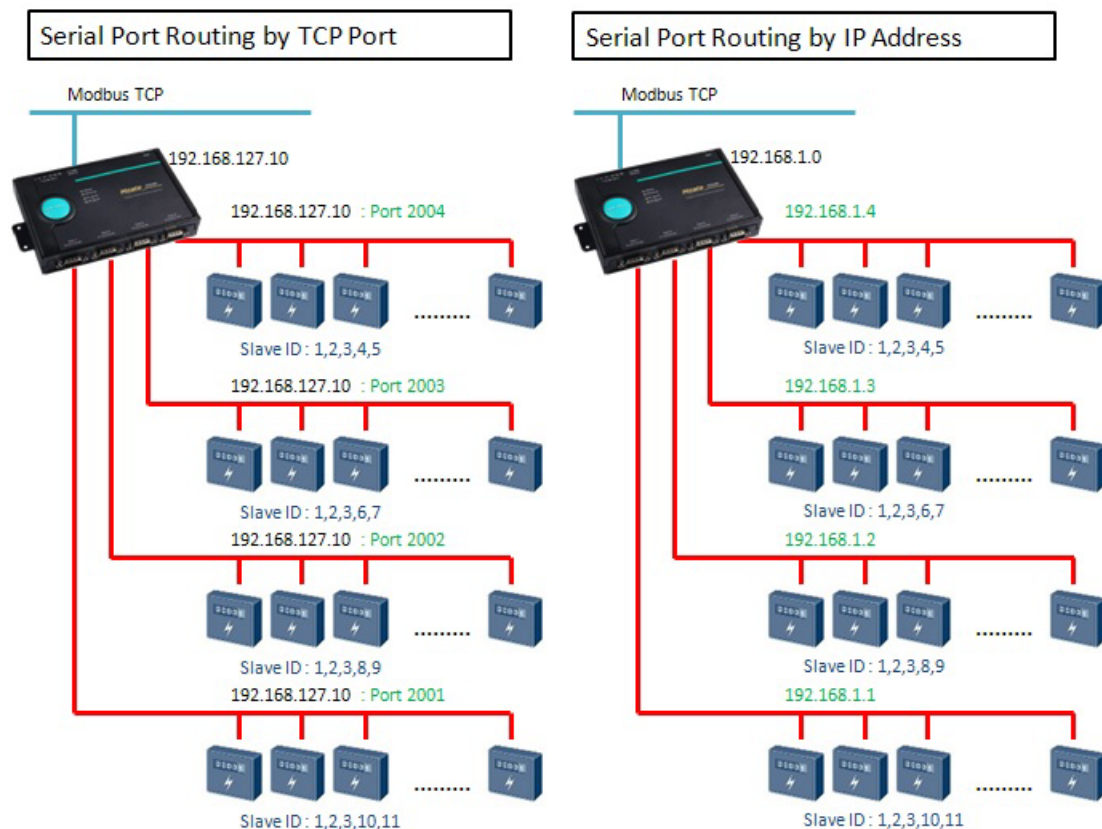 Serial Port Routing by TCP Port
Modbus TCP
192.168.127.10
192.168.127.10 : Port 2004
Slave ID : 1,2,3,4,5
192.168.127.10 : Port 2003
Slave ID : 1,2,3,6,7
192.168.127.10 : Port 2002
Slave ID : 1,2,3,8,9
192.168.127.10 : Port 2001
Slave ID : 1,2,3,10,11
Serial Port Routing by IP Address
Modbus TCP
192.168.1.0
192.168.1.4
Slave ID : 1,2,3,4,5
192.168.1.3
Slave ID : 1,2,3,6,7
192.168.1.2
Slave ID : 1,2,3,8,9
192.168.1.1
Slave ID : 1,2,3,10,11